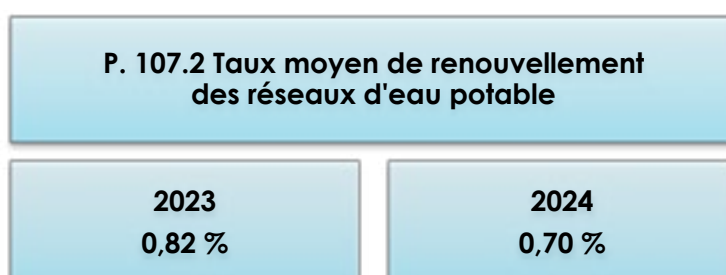 P. 107.2 Taux moyen de renouvellement
des réseaux d'eau potable
2023
0,82 %
2024
0,70 %